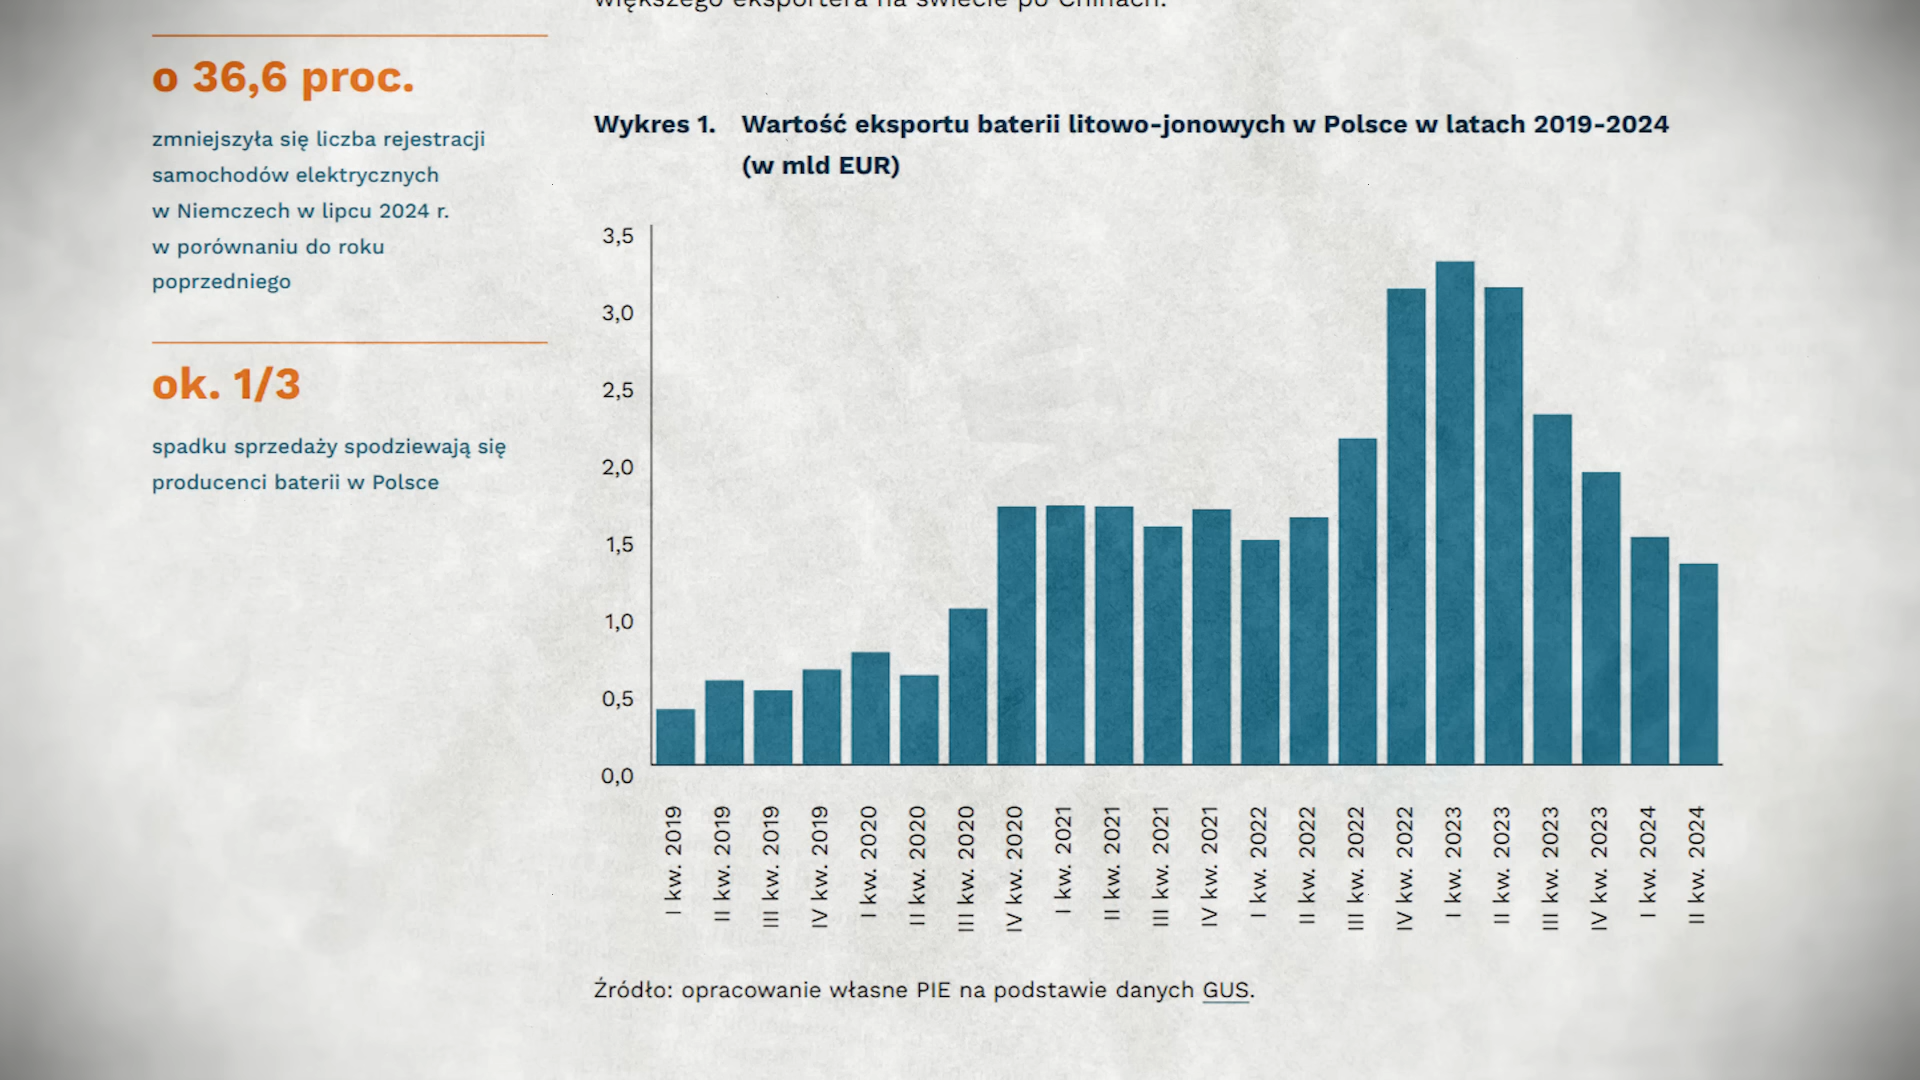 większego eksportera na świecie po Chinach.
o 36,6 proc.
zmniejszyła się liczba rejestracji
samochodów elektrycznych
w Niemczech w lipcu 2024 r.
w porównaniu do roku
poprzedniego
ok. 1/3
spadku sprzedaży spodziewają się
producenci baterii w Polsce
Wykres 1. Wartość eksportu baterii litowo-jonowych w Polsce w latach 2019-2024
(w mld EUR)
3,5
3,0
2,5
2,0
1,5
1,0
0,5
0,0
I kw. 2019
II kw. 2019
III kw. 2019
IV kw. 2019
I kw. 2020
II kw. 2020
III kw. 2020
IV kw. 2020
I kw. 2021
II kw. 2021
III kw. 2021
IV kw. 2021
I kw. 2022
II kw. 2022
III kw. 2022
IV kw. 2022
I kw. 2023
II kw. 2023
III kw. 2023
IV kw. 2023
I kw. 2024
II kw. 2024
Źródło: opracowanie własne PIE na podstawie danych GUS.